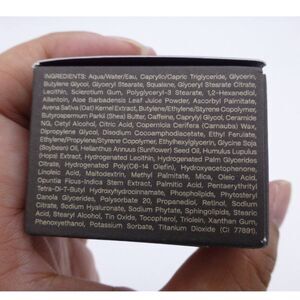 INGREDIENTS: Aqua/Water/Eau, Caprylic/Capric Triglyceride, Glycerin,
Butylene Glycol, Glyceryl Stearate, Squalane, Glyceryl Stearate Citrate,
Lecithin, Sclerotium Gum, Polyglyceryl-3 Stearate, 1,2-Hexanediol,
Allantoin, Aloe Barbadensis Leaf Juice Powder, Ascorbyl Palmitate,
Avena Sativa (Oat) Kernel Extract, Butylene/Ethylene/Styrene Copolymer,
Butyrospermum Parkii (Shea) Butter, Caffeine, Caprylyl Glycol, Ceramide
NG, Cetyl Alcohol, Citric Acid, Copernicia Cerifera (Carnauba) Wax,
Dipropylene Glycol, Disodium Cocoamphodiacetate, Ethyl Ferulate,
Ethylene/Propylene/Styrene Copolymer, Ethylhexylglycerin, Glycine Soja
(Soybean) Oil, Helianthus Annuus (Sunflower) Seed Oil, Humulus Lupulus
(Hops) Extract, Hydrogenated Lecithin, Hydrogenated Palm Glycerides
Citrate, Hydrogenated Poly(C6-14 Olefin), Hydroxyacetophenone,
Linoleic Acid, Maltodextrin, Methyl Palmitate, Mica, Oleic Acid,
Opuntia Ficus-Indica Stem Extract, Palmitic Acid, Pentaerythrityl
Tetra-Di-T-Butyl Hydroxyhydrocinnamate, Phospholipids, Phytosteryl
Canola Glycerides, Polysorbate 20, Propanediol, Retinol, Sodium
Citrate, Sodium Hyaluronate, Sodium Phytate, Sphingolipids, Stearic
Acid, Stearyl Alcohol, Tin Oxide, Tocopherol, Triolein, Xanthan Gum,
Phenoxyethanol, Potassium Sorbate, Titanium Dioxide (CI 77891).